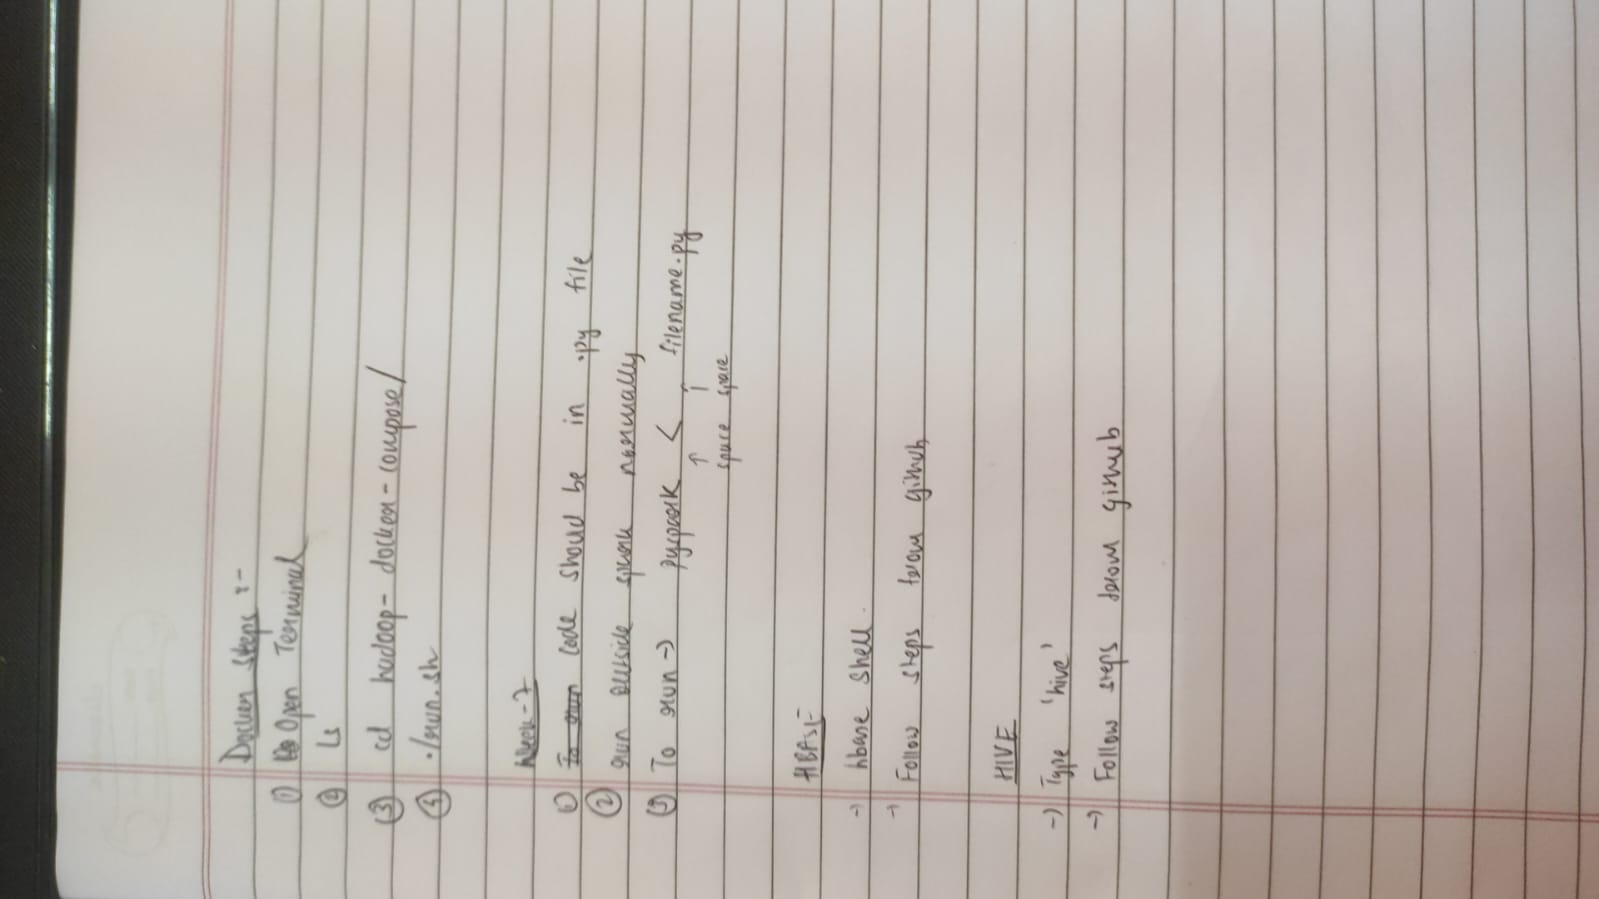 Docker Steps :-
① Open Terminal
② Ls
③ cd hadoop-docker-compose/
④ ./run.sh
Week-7
① To run Code should be in .py file
② run outside spark normally
③ To run → pyspark < filename.py
↑ ↑
space space
HBASE
→ hbase shell.
→ Follow steps from github
HIVE
→ Type 'hive'
→ Follow steps from github